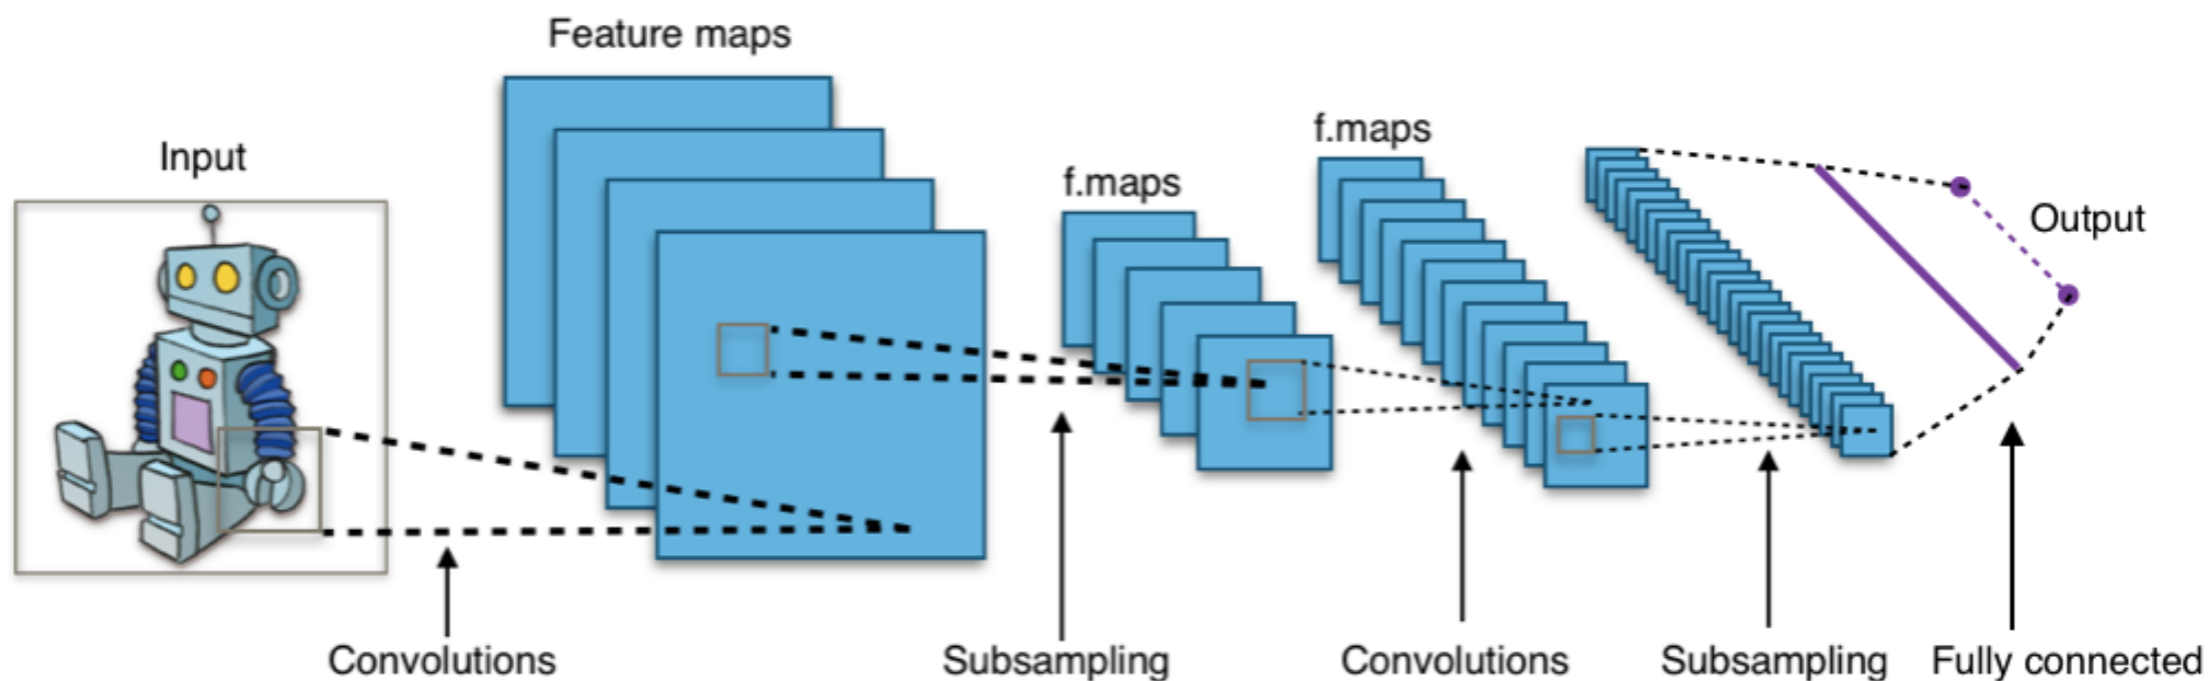 Feature maps
f.maps
Input
f.maps
Output
Convolutions
Subsampling
Convolutions
Subsampling
Fully connected